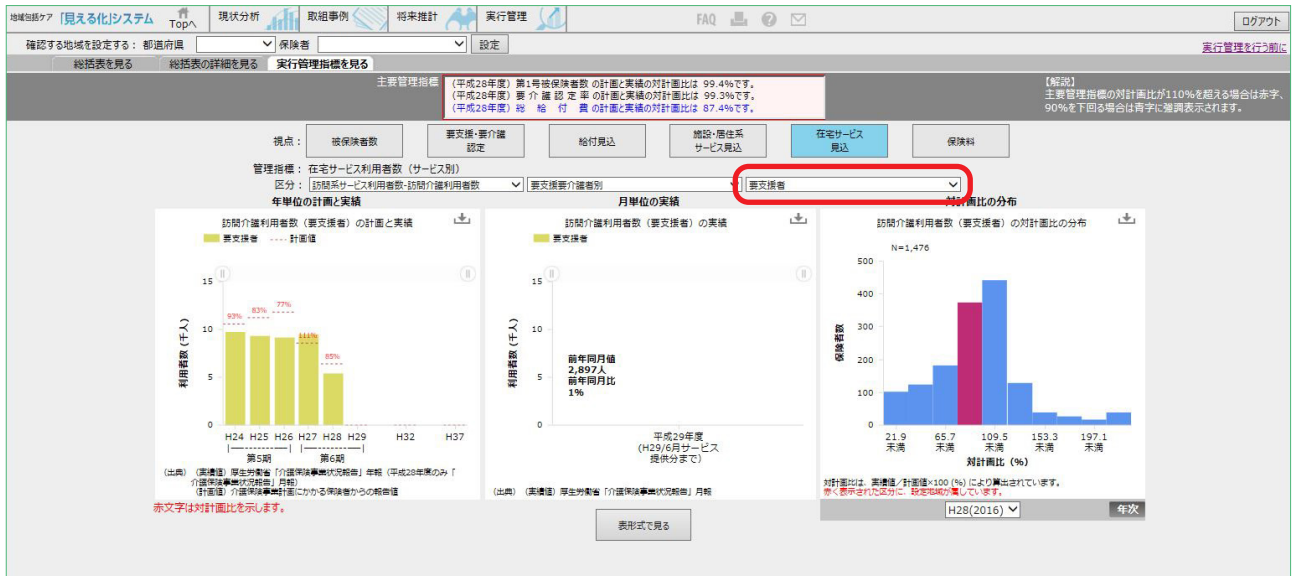 地域包括ケア 「見える化」システム Topへ 現状分析 取組事例 将来推計 実行管理 FAQ ログアウト
確認する地域を設定する： 都道府県 保険者 設定 実行管理を行う前に
総括表を見る 総括表の詳細を見る 実行管理指標を見る
主要管理指標
（平成28年度）第1号被保険者数 の計画と実績の対計画比は 99.4%です。
（平成28年度）要 介 護 認 定 率 の計画と実績の対計画比は 99.3%です。
（平成28年度）総 給 付 費 の計画と実績の対計画比は 87.4%です。
【解説】
主要管理指標の対計画比が110%を超える場合は赤字、
90%を下回る場合は青字に強調表示されます。
視点： 被保険者数 要支援・要介護認定 給付見込 施設・居住系サービス見込 在宅サービス見込 保険料
管理指標： 在宅サービス利用者数（サービス別）
区分： 訪問系サービス利用者数-訪問介護利用者数 要支援要介護者別 要支援者
年単位の計画と実績 月単位の実績 対計画比の分布
訪問介護利用者数（要支援者）の計画と実績
要支援者 ---- 計画値
利用者数（千人）
15
10
5
0
93% 83% 77% 111% 85%
H24 H25 H26 H27 H28 H29 H32 H37
第5期 第6期
（出典）（実績値）厚生労働省「介護保険事業状況報告」年報（平成28年度のみ「
介護保険事業状況報告」月報）
（計画値）介護保険事業計画にかかる保険者からの報告値
赤文字は対計画比を示します。
訪問介護利用者数（要支援者）の実績
要支援者
利用者数（千人）
15
10
5
0
前年同月値
2,897人
前年同月比
1%
平成29年度
(H29/6月サービス
提供分まで）
（出典）（実績値）厚生労働省「介護保険事業状況報告」月報
表形式で見る
訪問介護利用者数（要支援者）の対計画比の分布
N=1,476
保険者数
500
400
300
200
100
0
21.9 65.7 109.5 153.3 197.1
未満 未満 未満 未満 未満
対計画比（%）
対計画比は、実績値／計画値×100 (%) により算出されています。
赤く表示された区分に、設定地域が属しています。
H28(2016) 年次